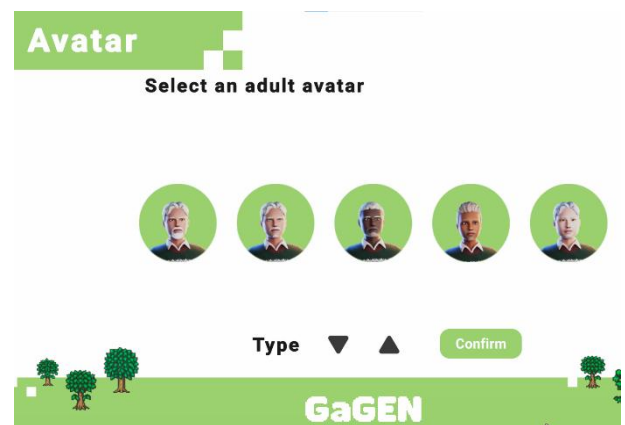 Avatar
Select an adult avatar
Type
Confirm
GaGEN